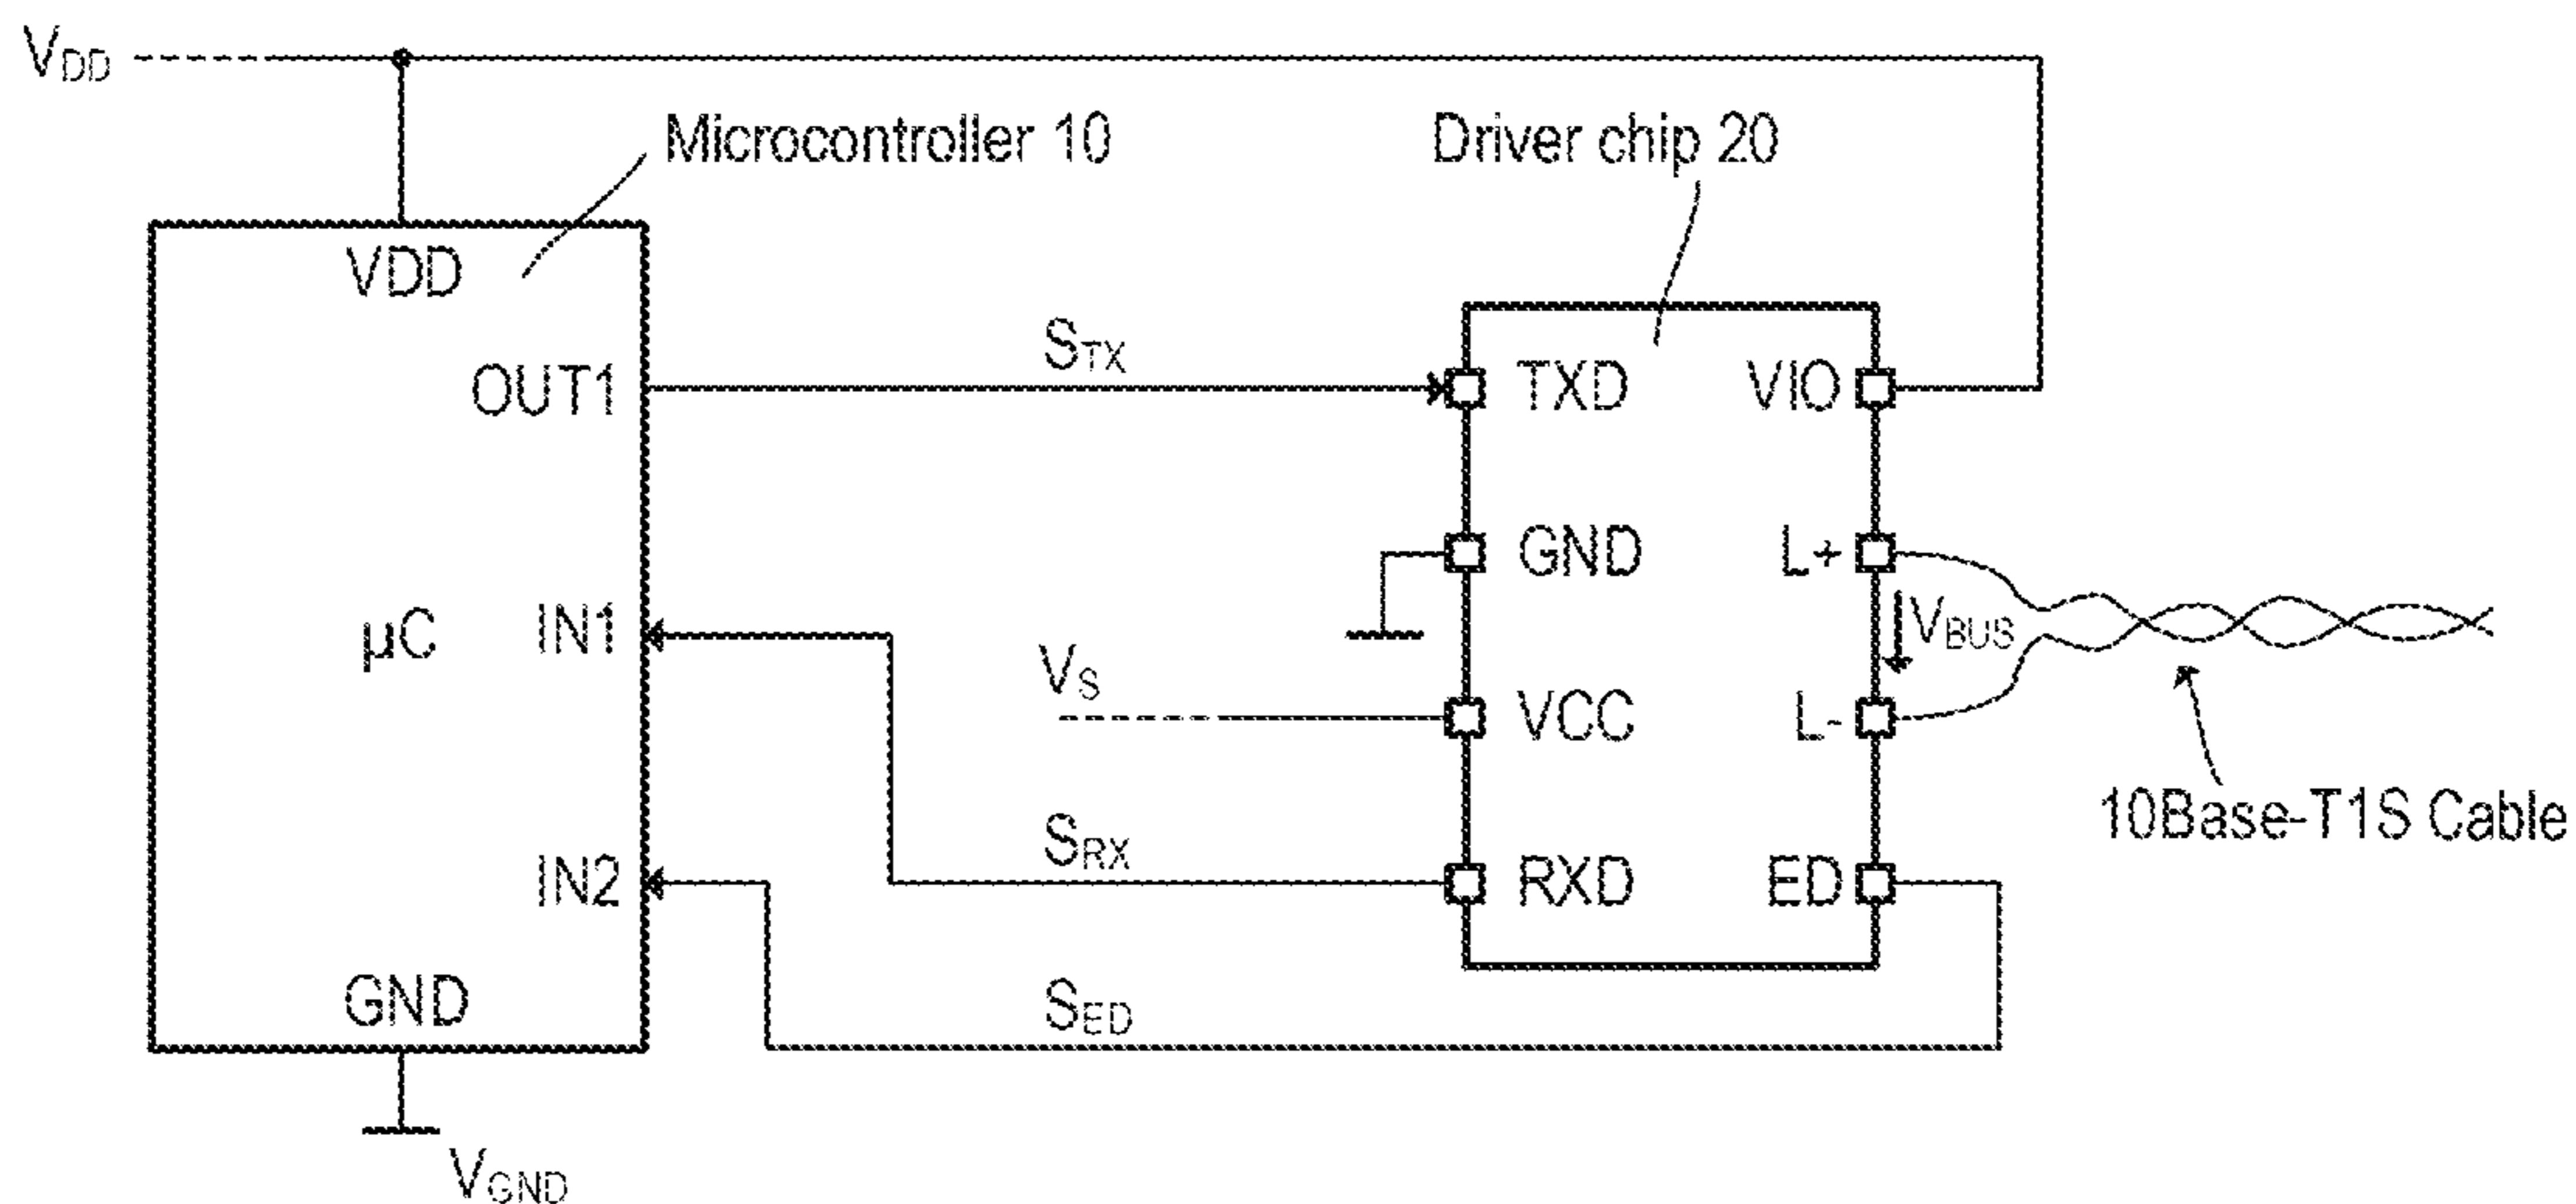 VDD
Microcontroller 10
Driver chip 20
VDD
OUT1
STX
TXD
VIO
GND
L+
µC
IN1
VBUS
VS
VCC
L-
10Base-T1S Cable
SRX
IN2
RXD
ED
GND
SED
VGND